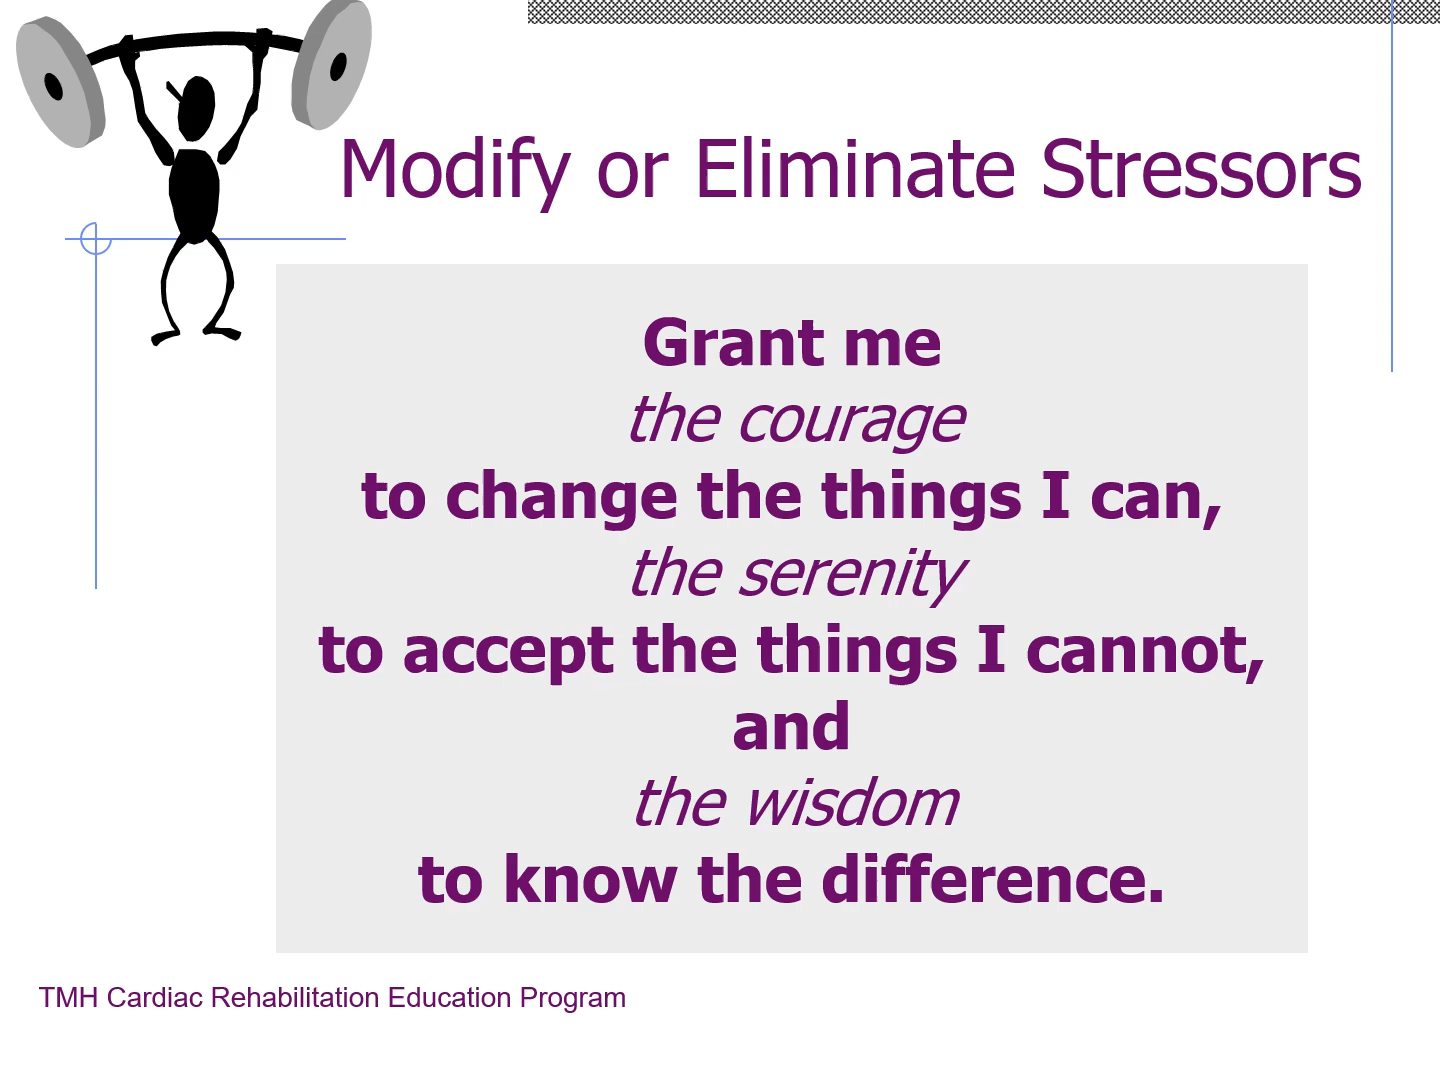 Modify or Eliminate Stressors
Grant me
the courage
to change the things I can,
the serenity
to accept the things I cannot,
and
the wisdom
to know the difference.
TMH Cardiac Rehabilitation Education Program